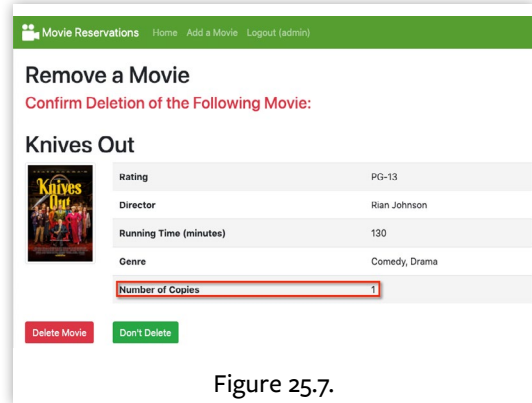 Movie Reservations Home Add a Movie Logout (admin)
Remove a Movie
Confirm Deletion of the Following Movie:
Knives Out
Knives
Out
Rating PG-13
Director Rian Johnson
Running Time (minutes) 130
Genre Comedy, Drama
Number of Copies 1
Delete Movie Don't Delete
Figure 25.7.